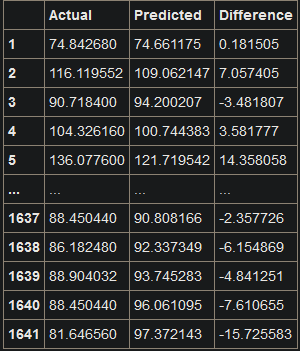 Actual Predicted Difference
1 74.842680 74.661175 0.181505
2 116.119552 109.062147 7.057405
3 90.718400 94.200207 -3.481807
4 104.326160 100.744383 3.581777
5 136.077600 121.719542 14.358058
... ... ... ...
1637 88.450440 90.808166 -2.357726
1638 86.182480 92.337349 -6.154869
1639 88.904032 93.745283 -4.841251
1640 88.450440 96.061095 -7.610655
1641 81.646560 97.372143 -15.725583